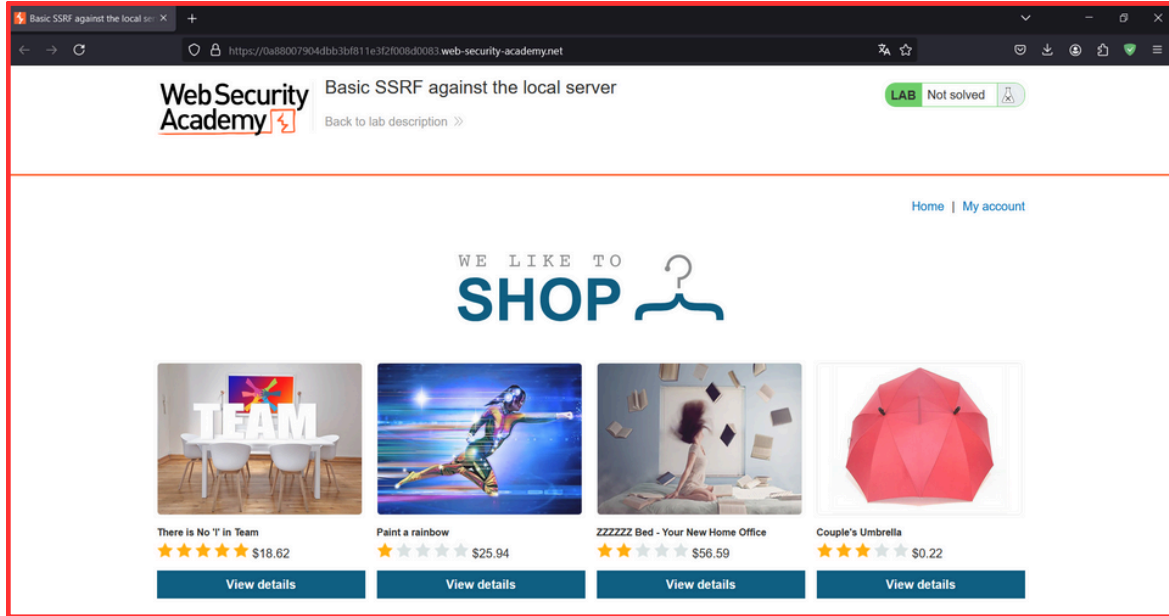 Basic SSRF against the local ser
https://0a88007904dbb3bf811e3f2f008d0083.web-security-academy.net
Web Security
Academy
Basic SSRF against the local server
Back to lab description
LAB Not solved
Home | My account
WE LIKE TO
SHOP
TEAM
There is No 'I' in Team
Paint a rainbow
ZZZZZZ Bed - Your New Home Office
Couple's Umbrella
$18.62
$25.94
$56.59
$0.22
View details
View details
View details
View details